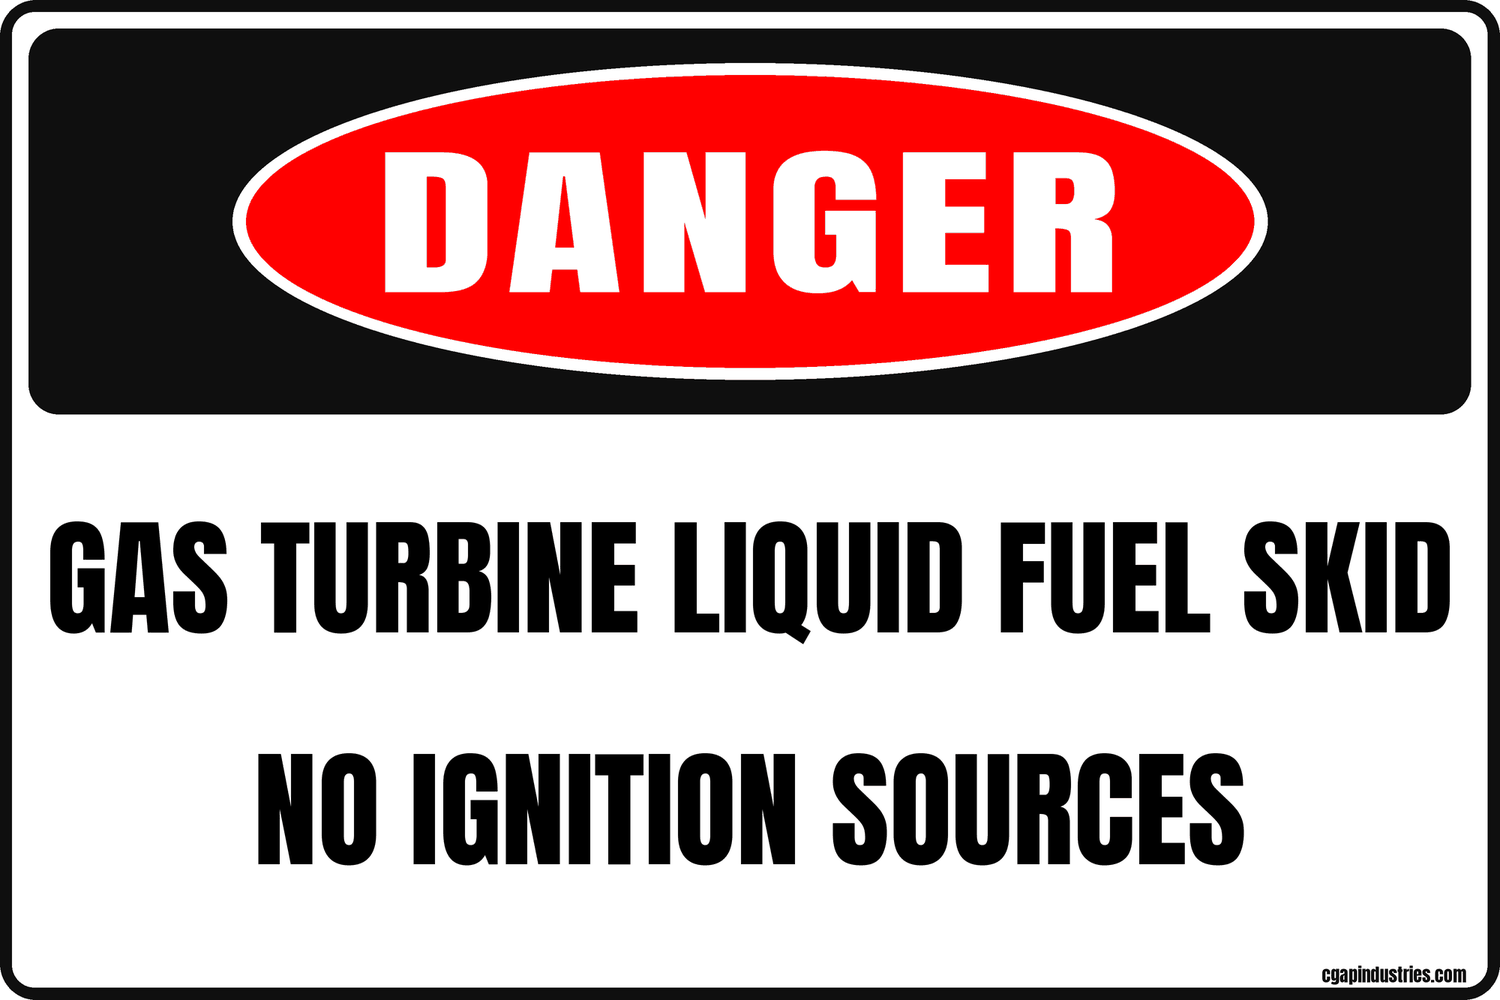 DANGER
GAS TURBINE LIQUID FUEL SKID
NO IGNITION SOURCES
cgapindustries.com